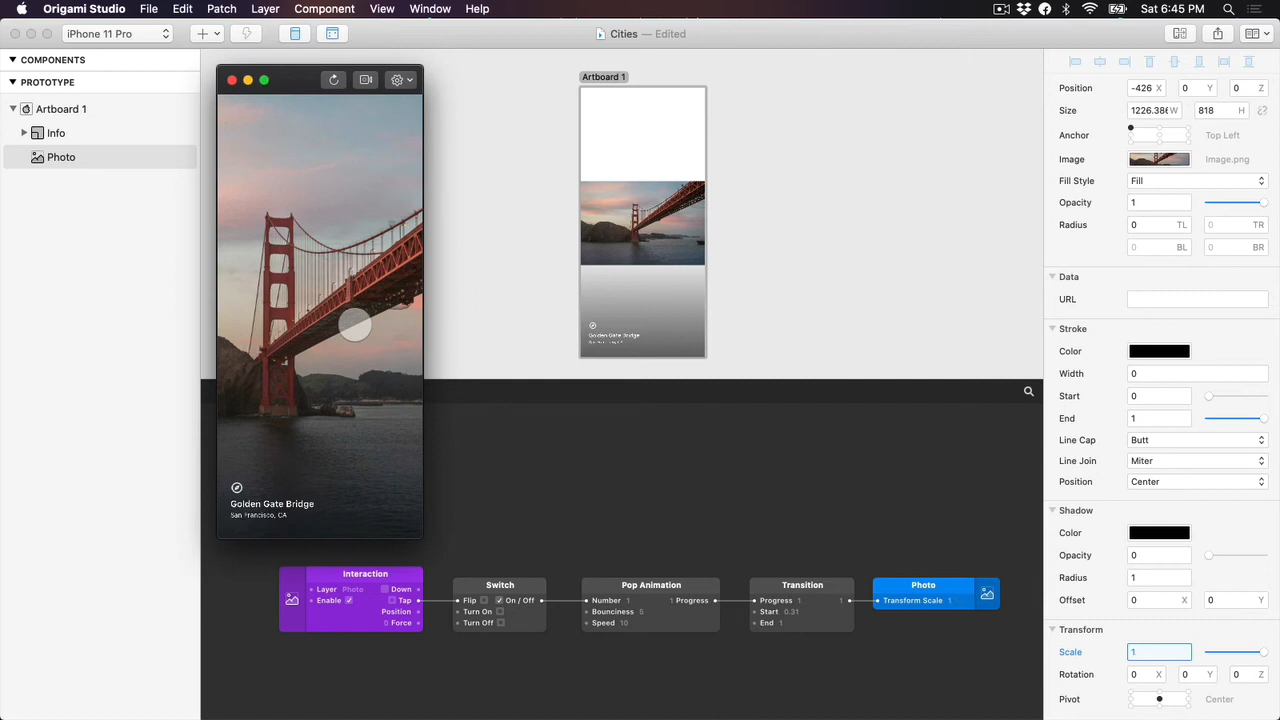 Origami Studio File Edit Patch Layer Component View Window Help Sat 6:45 PM
iPhone 11 Pro Cities — Edited
COMPONENTS
PROTOTYPE
Artboard 1
Info
Photo
Artboard 1
Golden Gate Bridge
Golden Gate Bridge
San Francisco, CA
Interaction
Layer Photo Down
Enable Tap
Position
0 Force
Switch
Flip On / Off
Turn On
Turn Off
Pop Animation
Number 1 1 Progress
Bounciness 5
Speed 10
Transition
Progress 1 1
Start 0.31
End 1
Photo
Transform Scale 1
Position -426 X 0 Y 0 Z
Size 1226.386 W 818 H
Anchor Top Left
Image Image.png
Fill Style Fill
Opacity 1
Radius 0 TL 0 TR
0 BL 0 BR
Data
URL
Stroke
Color
Width 0
Start 0
End 1
Line Cap Butt
Line Join Miter
Position Center
Shadow
Color
Opacity 0
Radius 1
Offset 0 X 0 Y
Transform
Scale 1
Rotation 0 X 0 Y 0 Z
Pivot Center